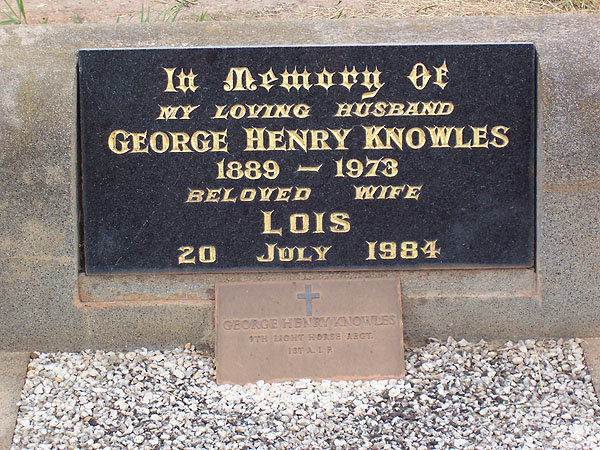 In Memory Of
MY LOVING HUSBAND
GEORGE HENRY KNOWLES
1889 – 1973
BELOVED WIFE
LOIS
20 JULY 1984
GEORGE HENRY KNOWLES
LIGHT HORSE REGT
1ST A.I.F.